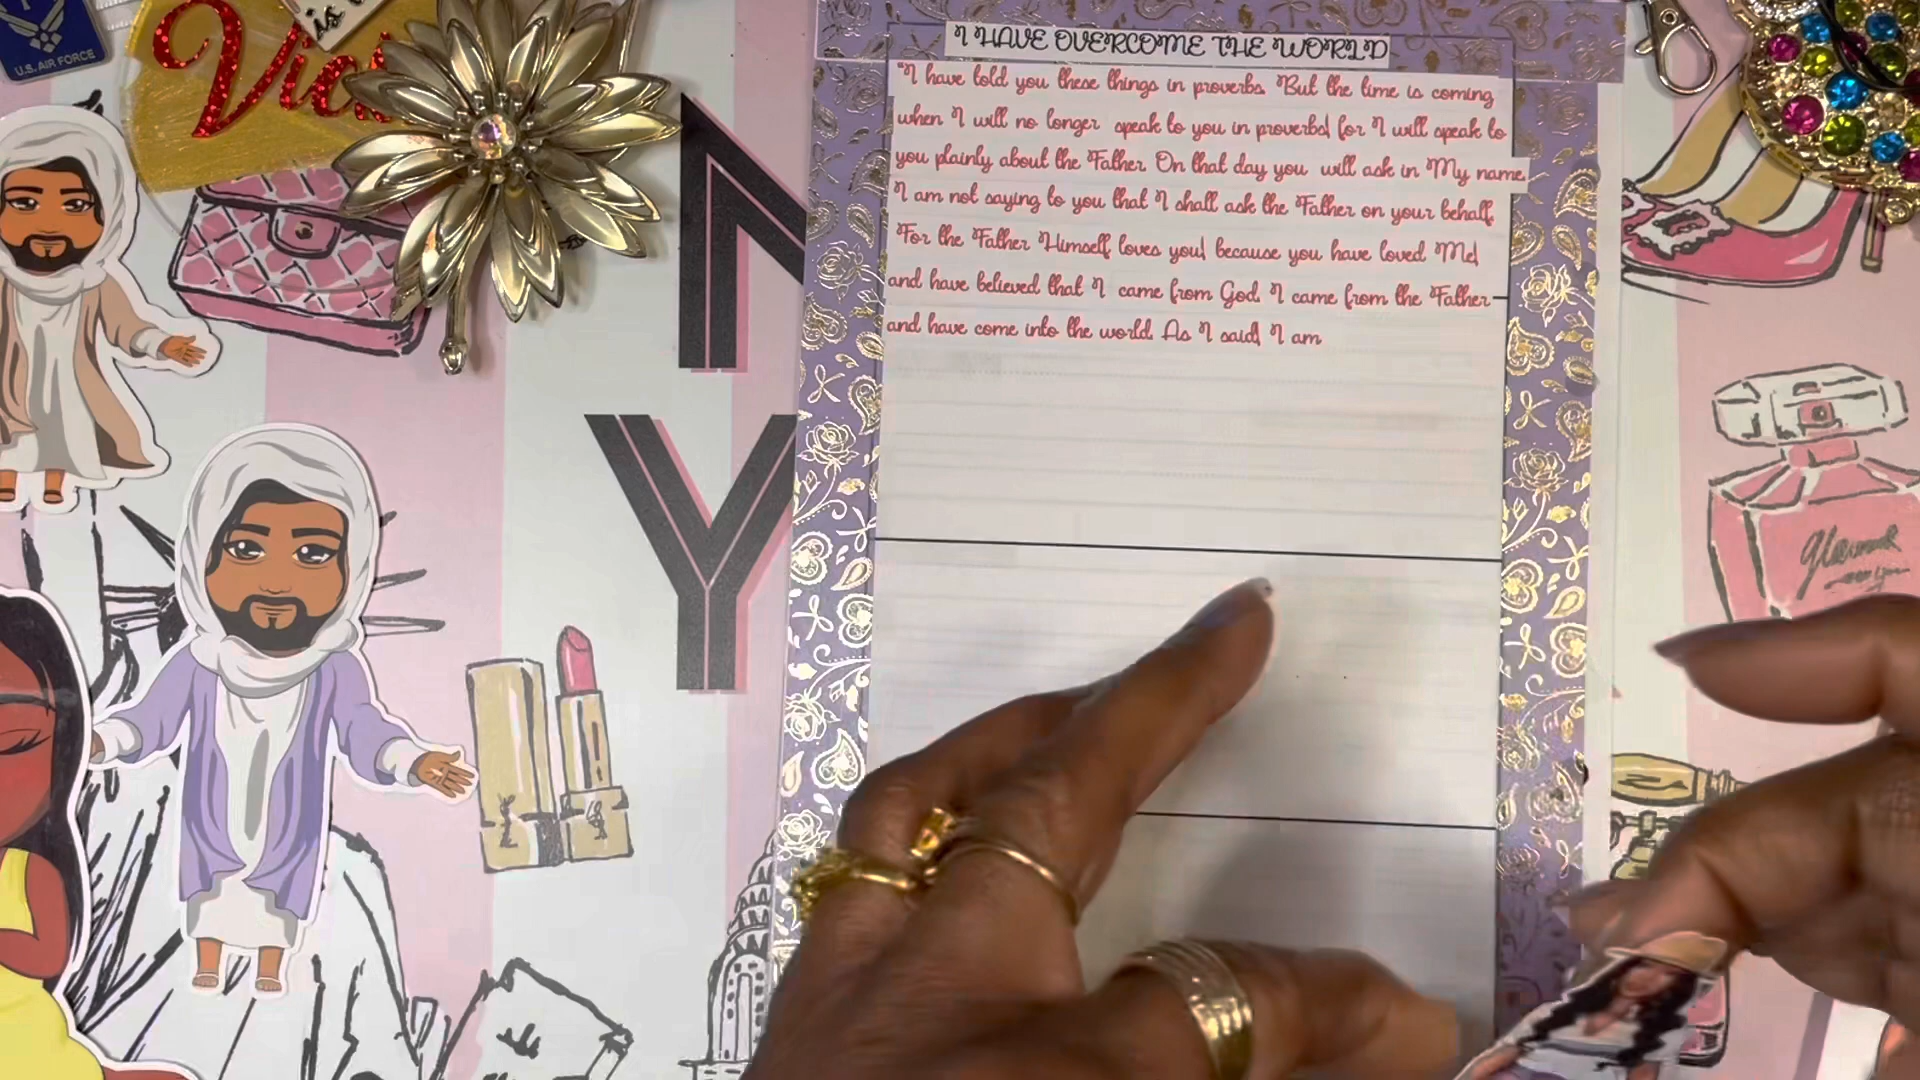 U.S. AIR FORCE
is
Vic
N
Y
I HAVE OVERCOME THE WORLD
"I have told you these things in proverbs But the time is coming
when I will no longer speak to you in proverbs! for I will speak to
you plainly about the Father On that day you will ask in My name
I am not saying to you that I shall ask the Father on your behalf.
For the Father Himself loves you! because you have loved Me!
and have believed that I came from God. I came from the Father
and have come into the world. As I said! I am
glamour